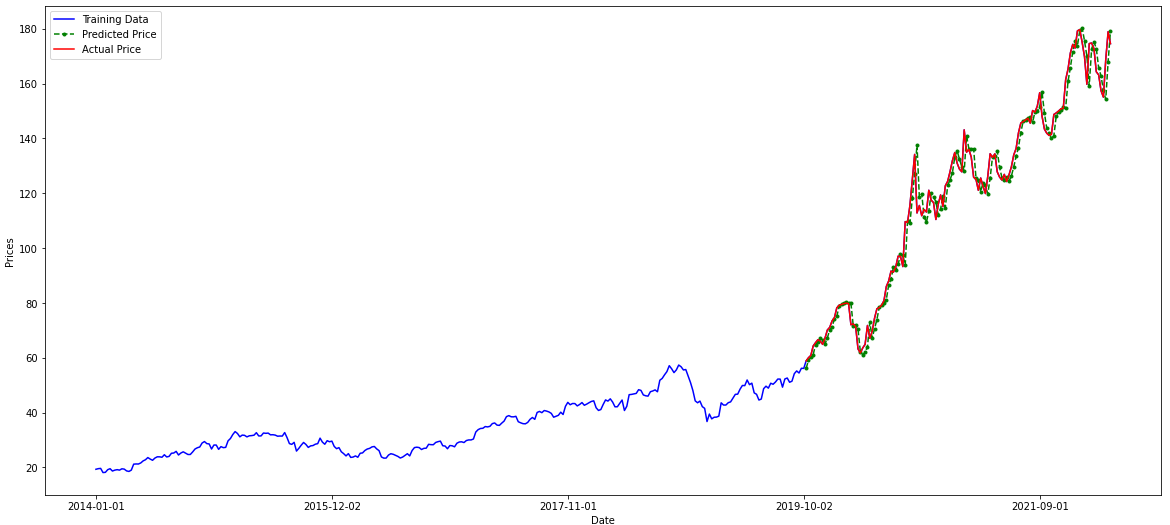 Training Data
Predicted Price
Actual Price
Prices
180
160
140
120
100
80
60
40
20
2014-01-01 2015-12-02 2017-11-01 2019-10-02 2021-09-01
Date